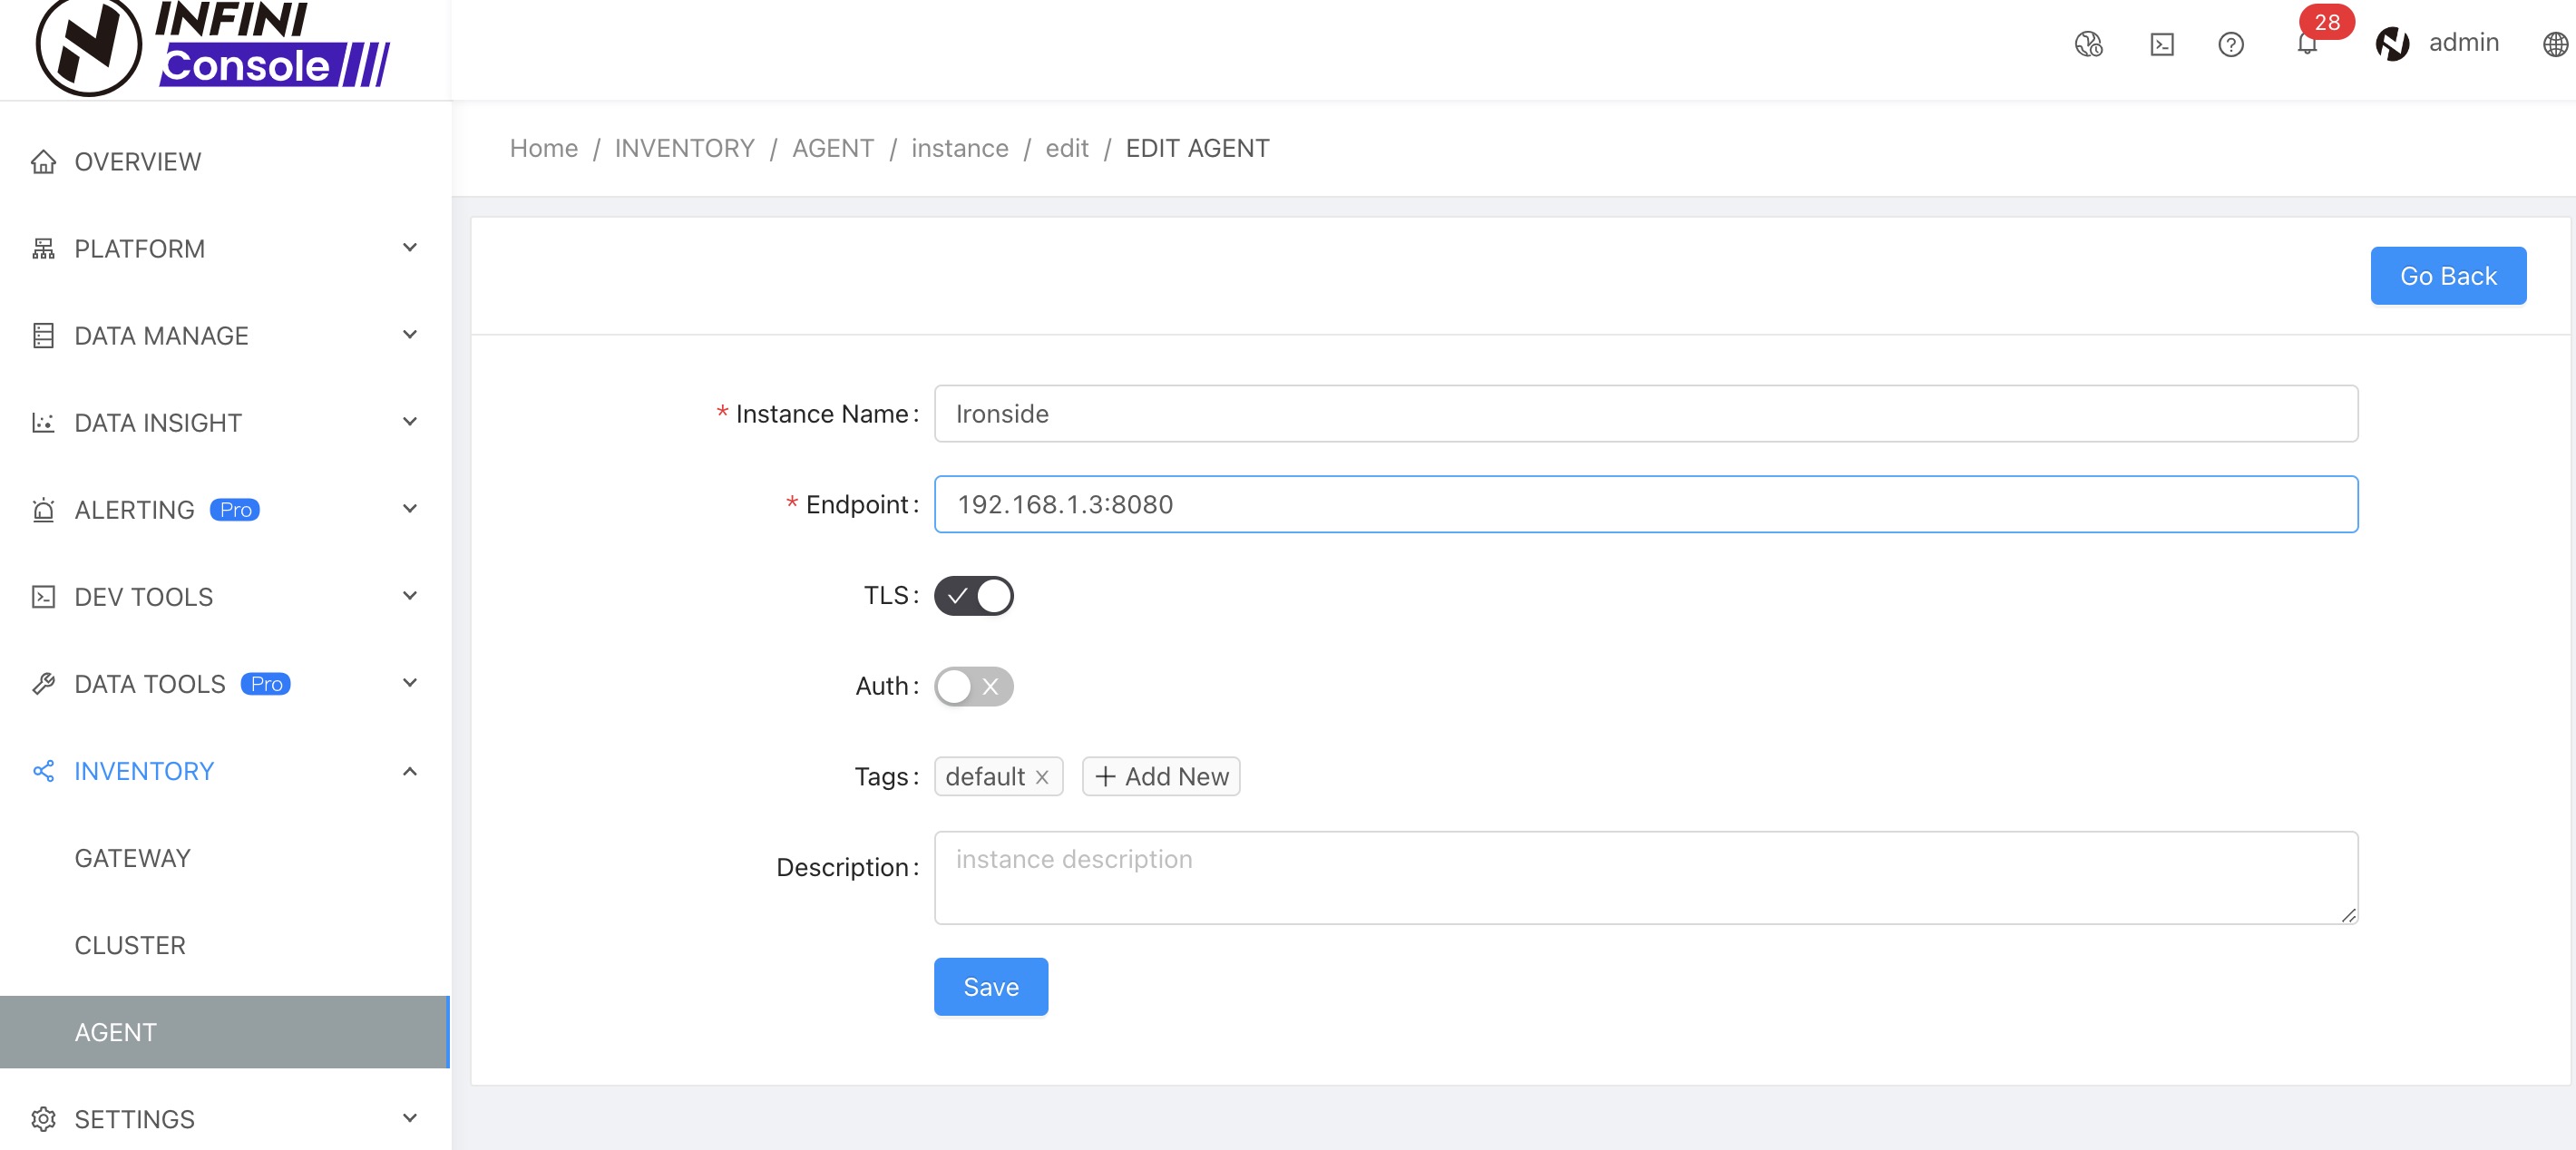 INFINI
Console
28
admin
Home / INVENTORY / AGENT / instance / edit / EDIT AGENT
OVERVIEW
PLATFORM
DATA MANAGE
DATA INSIGHT
ALERTING Pro
DEV TOOLS
DATA TOOLS Pro
INVENTORY
GATEWAY
CLUSTER
AGENT
SETTINGS
Go Back
* Instance Name: Ironside
* Endpoint: 192.168.1.3:8080
TLS:
Auth:
Tags: default + Add New
Description: instance description
Save